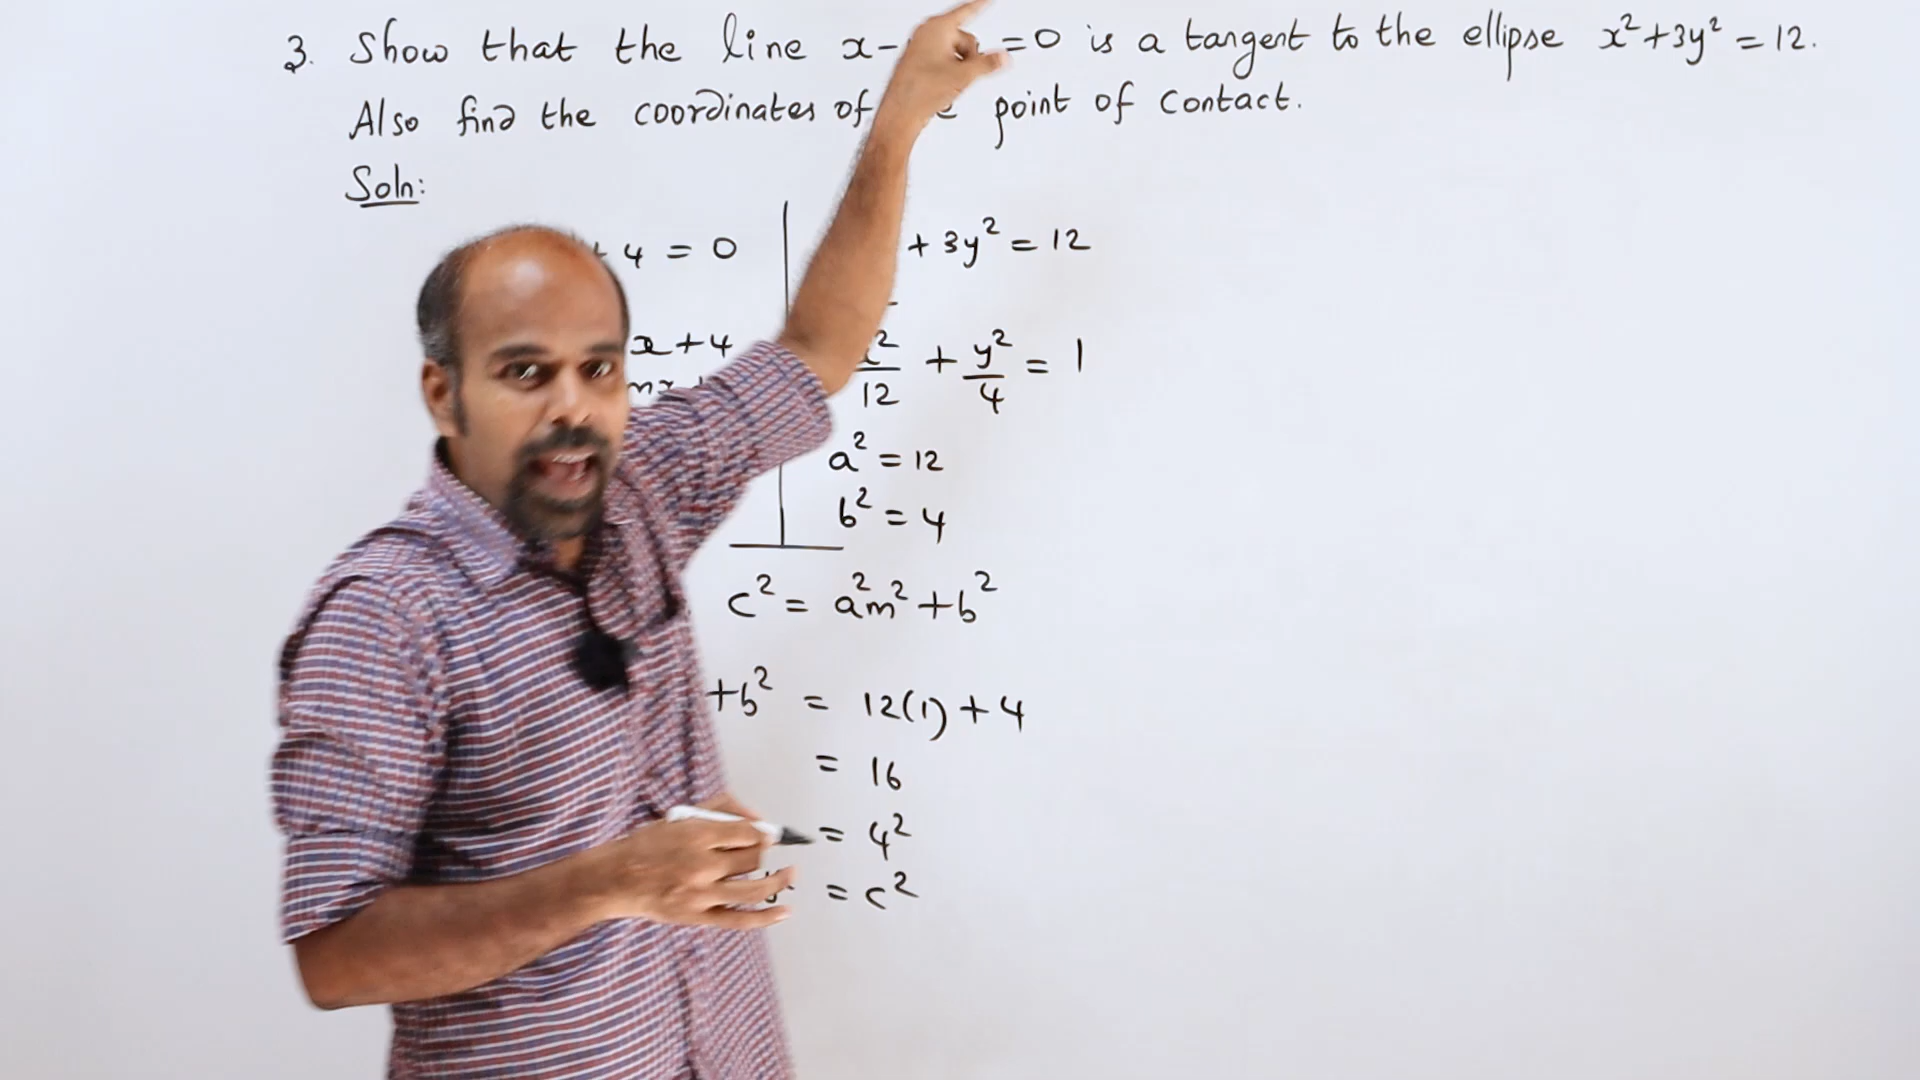 3. Show that the line x- =0 is a tangent to the ellipse x²+3y² = 12.
Also find the coordinates of point of contact.
Soln:
+ 4 = 0
x+4
+ 3y² = 12
x²/12 + y²/4 = 1
a² = 12
b² = 4
c² = a²m² + b²
+b² = 12(1) + 4
= 16
= 4²
= c²